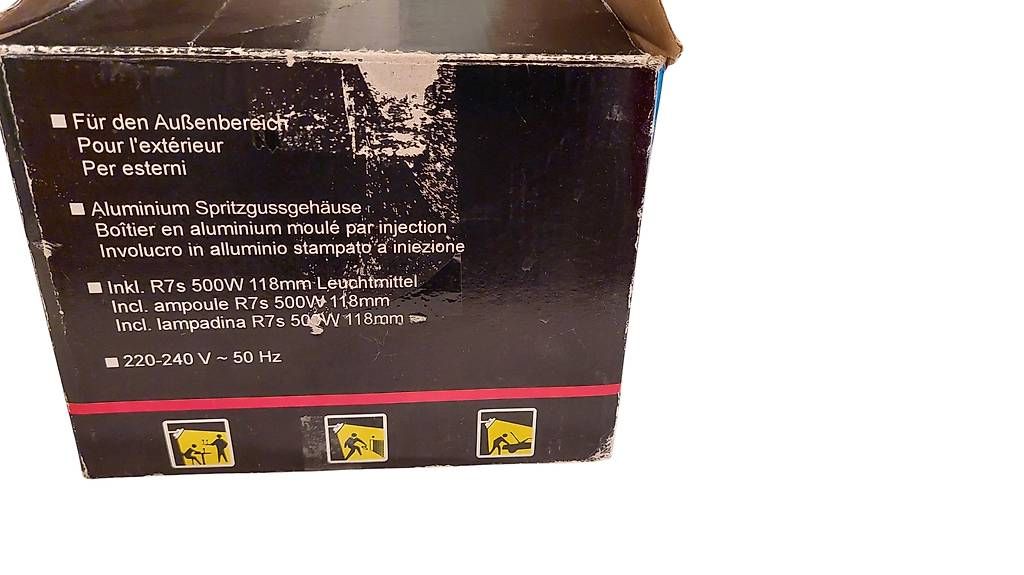 Für den Außenbereich
Pour l'extérieur
Per esterni
Aluminium Spritzgussgehäuse
Boîtier en aluminium moulé par injection
Involucro in alluminio stampato a iniezione
Inkl. R7s 500W 118mm Leuchtmittel
Incl. ampoule R7s 500W 118mm
Incl. lampadina R7s 500W 118mm
220-240 V ~ 50 Hz